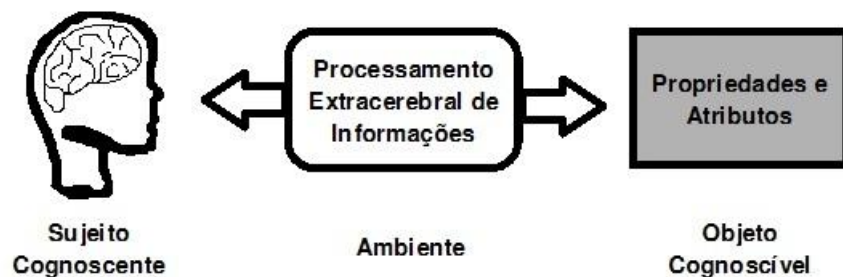 Processamento
Extracerebral de
Informações
Propriedades e
Atributos
Sujeito
Cognoscente
Ambiente
Objeto
Cognoscível